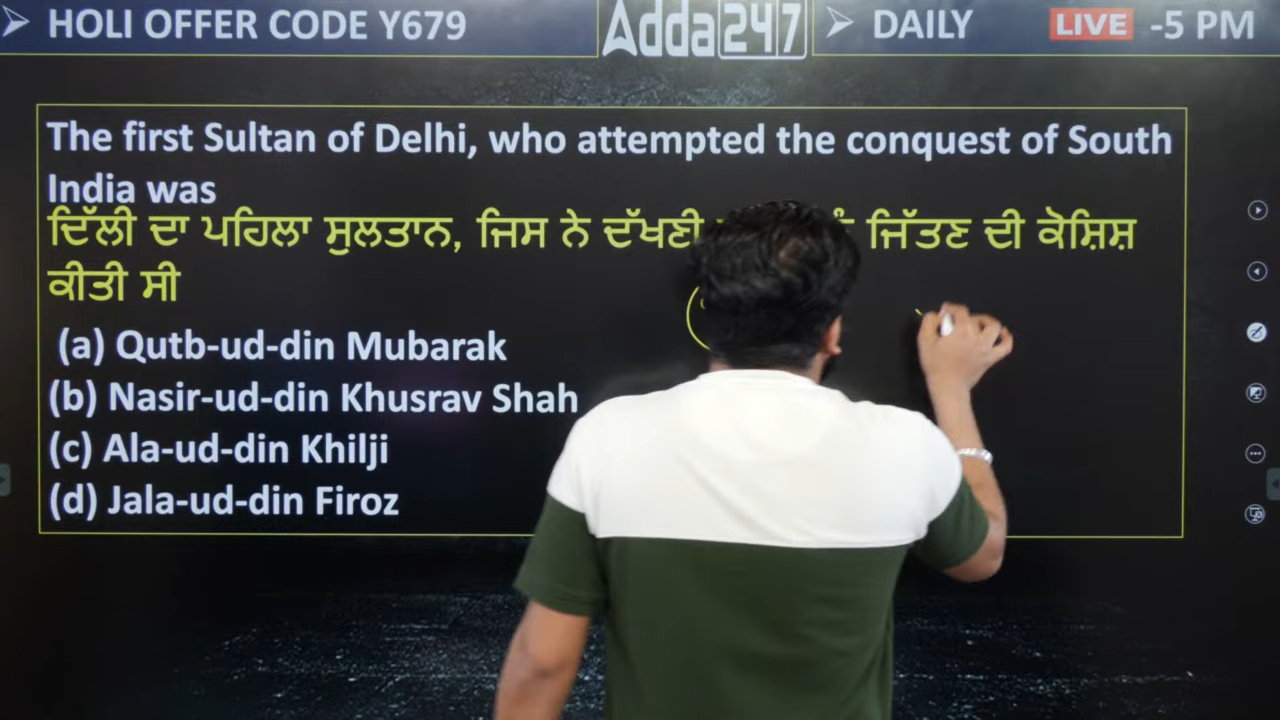 HOLI OFFER CODE Y679
Adda247
DAILY LIVE -5 PM
The first Sultan of Delhi, who attempted the conquest of South
India was
ਦਿੱਲੀ ਦਾ ਪਹਿਲਾ ਸੁਲਤਾਨ, ਜਿਸ ਨੇ ਦੱਖਣੀ ਜਿੱਤਣ ਦੀ ਕੋਸ਼ਿਸ਼
ਕੀਤੀ ਸੀ
(a) Qutb-ud-din Mubarak
(b) Nasir-ud-din Khusrav Shah
(c) Ala-ud-din Khilji
(d) Jala-ud-din Firoz